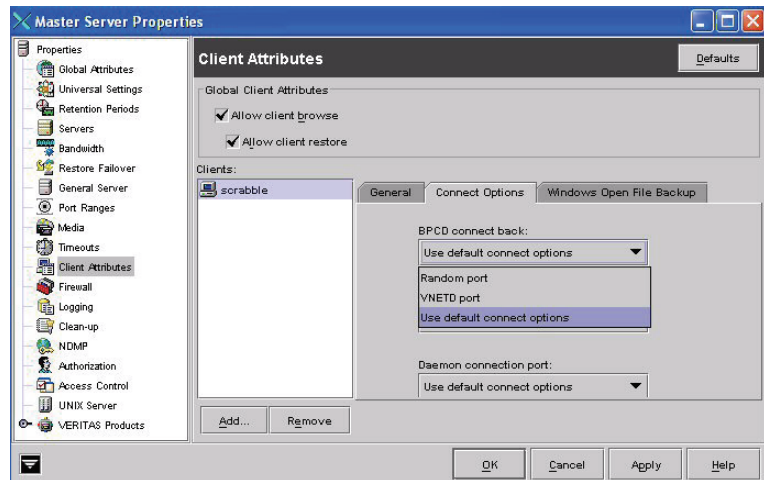 Master Server Properties
Properties
Global Attributes
Universal Settings
Retention Periods
Servers
Bandwidth
Restore Failover
General Server
Port Ranges
Media
Timeouts
Client Attributes
Firewall
Logging
Clean-up
NDMP
Authorization
Access Control
UNIX Server
VERITAS Products
Client Attributes
Defaults
Global Client Attributes
Allow client browse
Allow client restore
Clients:
scrabble
General
Connect Options
Windows Open File Backup
BPCD connect back:
Use default connect options
Random port
VNETD port
Use default connect options
Daemon connection port:
Use default connect options
Add...
Remove
OK
Cancel
Apply
Help